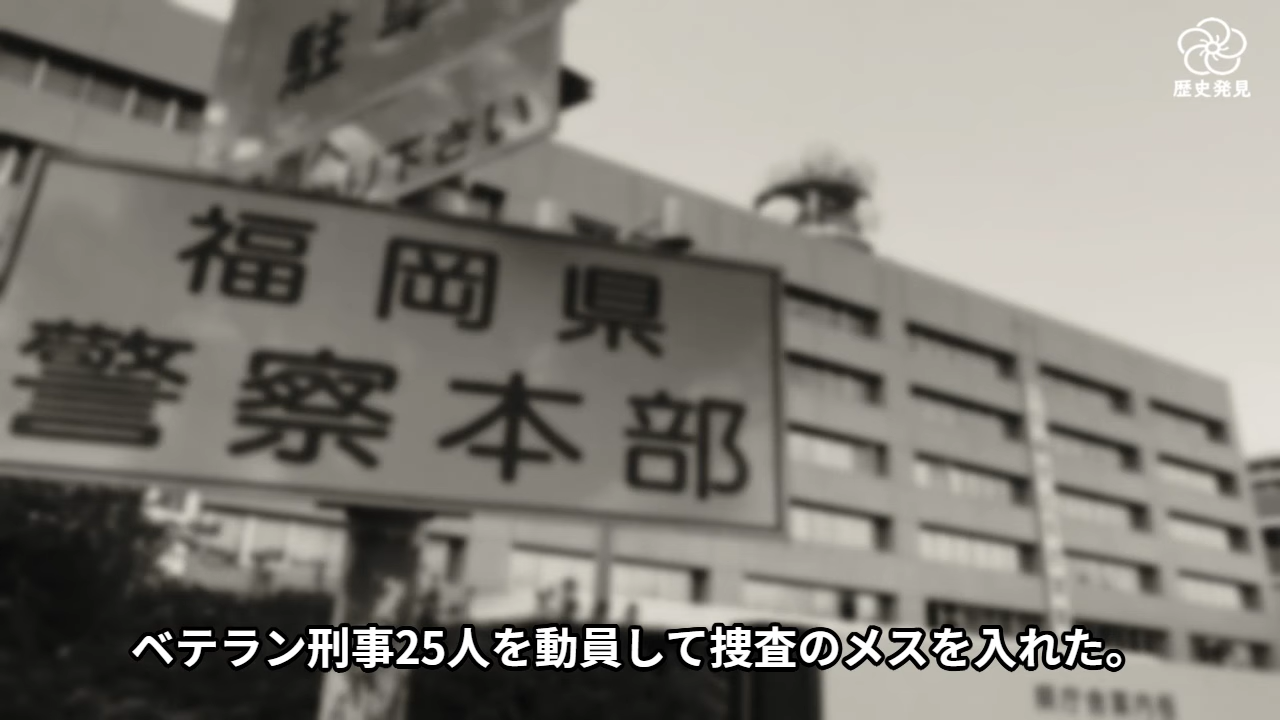 歴史発見
り下さい
福岡県
警察本部
ベテラン刑事25人を動員して捜査のメスを入れた。